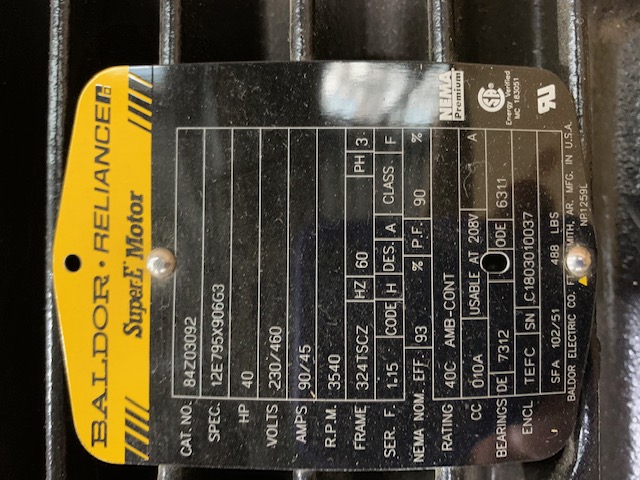 BALDOR • RELIANCE
Super-E Motor
CAT. NO. 84Z03092
SPEC. 12E795X906G3
HP 40
VOLTS 230/460
AMPS 90/45
R.P.M. 3540
FRAME 324TSCZ HZ 60 PH 3
SER. F. 1.15 CODE H DES. A CLASS F
NEMA NOM. EFF. 93 % P.F. 90 %
RATING 40C AMB-CONT
CC 010A USABLE AT 208V A
BEARINGS DE 7312 ODE 6311
ENCL TEFC SN C1803010037
SFA 102/51 488 LBS
BALDOR ELECTRIC CO. FT. SMITH, AR. MFG. IN U.S.A.
NP1259L
NEMA
Premium
Energy Verified
MC 183051